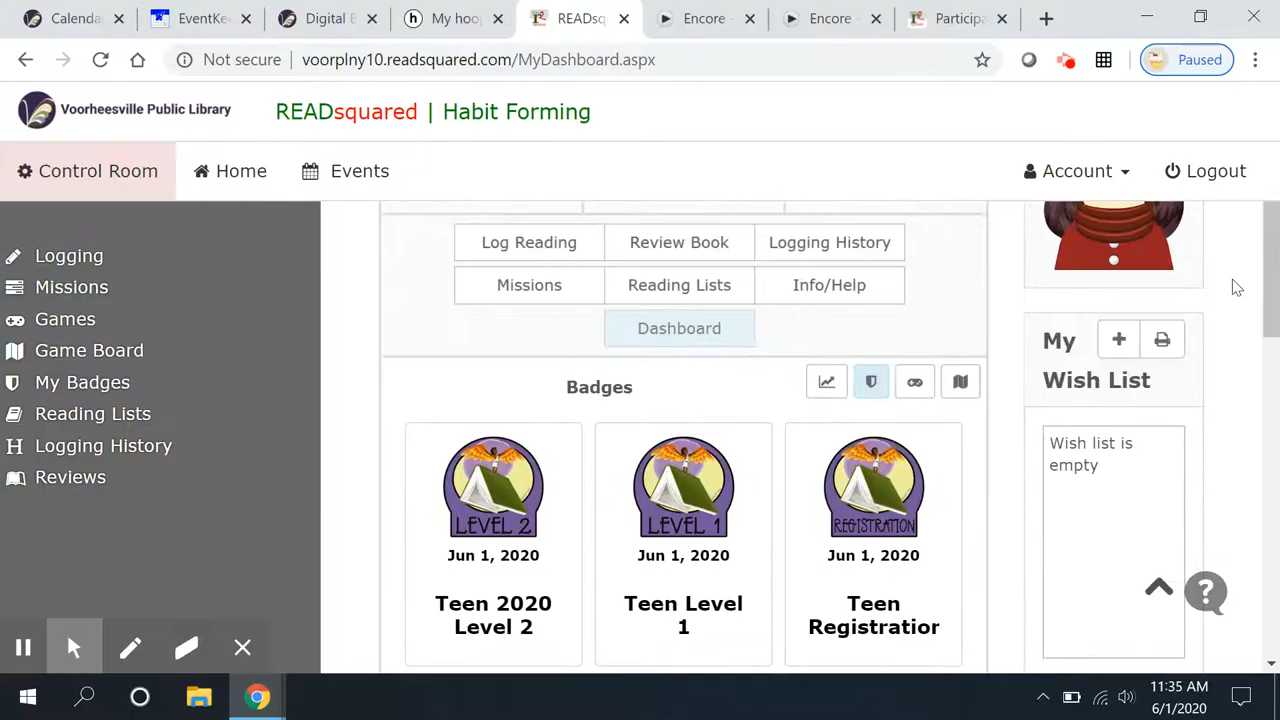 Calenda
EventKe
Digital B
My hoo
READsq
Encore
Encore
Participa
Paused
Not secure
voorplny10.readsquared.com/MyDashboard.aspx
Voorheesville Public Library
READsquared | Habit Forming
Control Room
Home
Events
Account
Logout
Logging
Missions
Games
Game Board
My Badges
Reading Lists
H Logging History
Reviews
Log Reading
Review Book
Logging History
Missions
Reading Lists
Info/Help
Dashboard
Badges
LEVEL 2
Jun 1, 2020
Teen 2020
Level 2
LEVEL 1
Jun 1, 2020
Teen Level
1
REGISTRATION
Jun 1, 2020
Teen
Registration
My
Wish List
Wish list is
empty
?
11:35 AM
6/1/2020